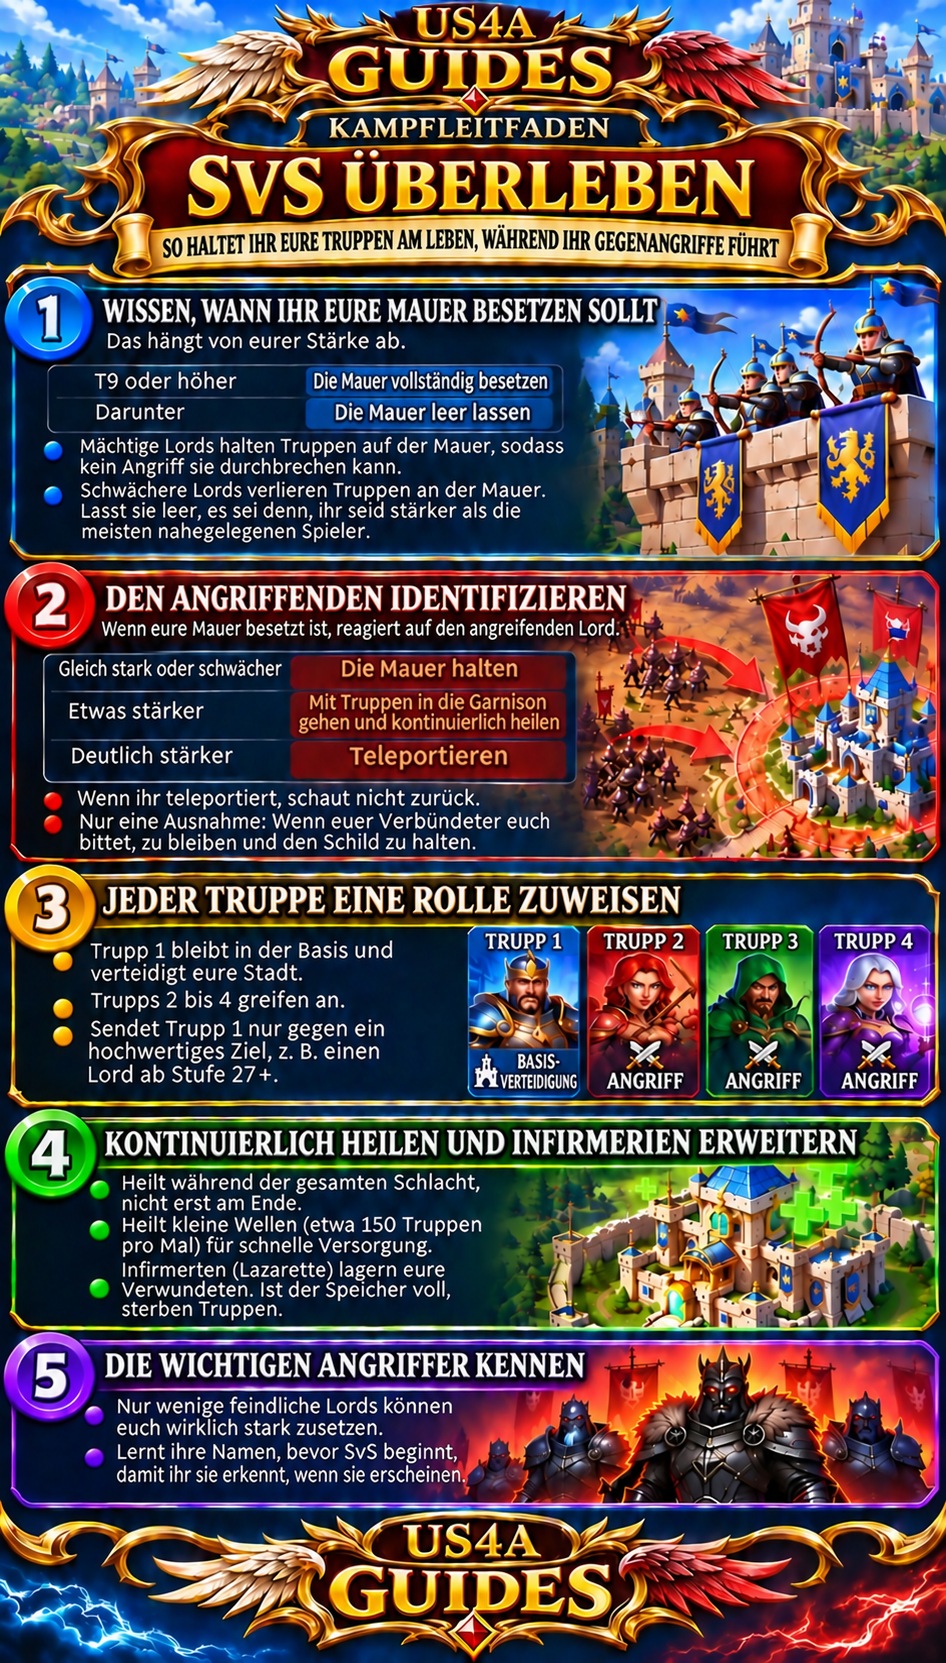 US4A
GUIDES
KAMPFLEITFADEN
SVS ÜBERLEBEN
SO HALTET IHR EURE TRUPPEN AM LEBEN, WÄHREND IHR GEGENANGRIFFE FÜHRT
1 WISSEN, WANN IHR EURE MAUER BESETZEN SOLLT
Das hängt von eurer Stärke ab.
T9 oder höher Die Mauer vollständig besetzen
Darunter Die Mauer leer lassen
Mächtige Lords halten Truppen auf der Mauer, sodass
kein Angriff sie durchbrechen kann.
Schwächere Lords verlieren Truppen an der Mauer.
Lasst sie leer, es sei denn, ihr seid stärker als die
meisten nahegelegenen Spieler.
2 DEN ANGRIFFENDEN IDENTIFIZIEREN
Wenn eure Mauer besetzt ist, reagiert auf den angreifenden Lord.
Gleich stark oder schwächer Die Mauer halten
Etwas stärker Mit Truppen in die Garnison
gehen und kontinuierlich heilen
Deutlich stärker Teleportieren
Wenn ihr teleportiert, schaut nicht zurück.
Nur eine Ausnahme: Wenn euer Verbündeter euch
bittet, zu bleiben und den Schild zu halten.
3 JEDER TRUPPE EINE ROLLE ZUWEISEN
Trupp 1 bleibt in der Basis und
verteidigt eure Stadt.
Trupps 2 bis 4 greifen an.
Sendet Trupp 1 nur gegen ein
hochwertiges Ziel, z. B. einen
Lord ab Stufe 27+.
TRUPP 1
BASIS-
VERTEIDIGUNG
TRUPP 2
ANGRIFF
TRUPP 3
ANGRIFF
TRUPP 4
ANGRIFF
4 KONTINUIERLICH HEILEN UND INFIRMERIEN ERWEITERN
Heilt während der gesamten Schlacht,
nicht erst am Ende.
Heilt kleine Wellen (etwa 150 Truppen
pro Mal) für schnelle Versorgung.
Infirmerten (Lazarette) lagern eure
Verwundeten. Ist der Speicher voll,
sterben Truppen.
5 DIE WICHTIGEN ANGRIFFER KENNEN
Nur wenige feindliche Lords können
euch wirklich stark zusetzen.
Lernt ihre Namen, bevor SvS beginnt,
damit ihr sie erkennt, wenn sie erscheinen.
US4A
GUIDES